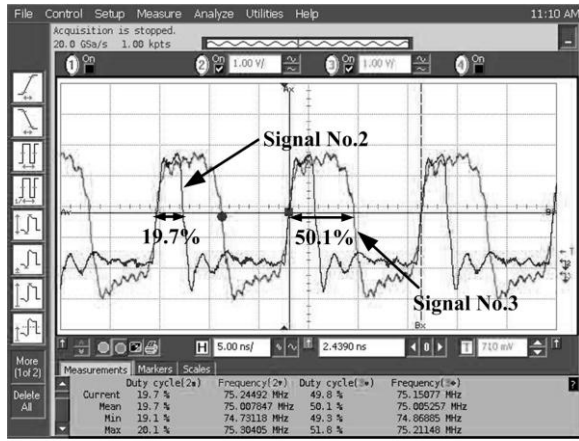 File Control Setup Measure Analyze Utilities Help 11:10 AM
Acquisition is stopped.
20.0 GSa/s 1.00 kpts
1 On 2 On 1.00 V/ 3 On 1.00 V/ 4 On
Ax
Signal No.2
19.7%
50.1%
Signal No.3
Bx
H 5.00 ns/ 2.4390 ns 0 T 710 mV
More
(1of 2)
Delete
All
Measurements Markers Scales
Duty cycle(2) Frequency(2) Duty cycle(3) Frequency(3)
Current 19.7 % 75.24492 MHz 49.8 % 75.15077 MHz
Mean 19.7 % 75.007847 MHz 50.1 % 75.005257 MHz
Min 19.1 % 74.73118 MHz 49.3 % 74.86885 MHz
Max 20.1 % 75.30405 MHz 51.8 % 75.21148 MHz